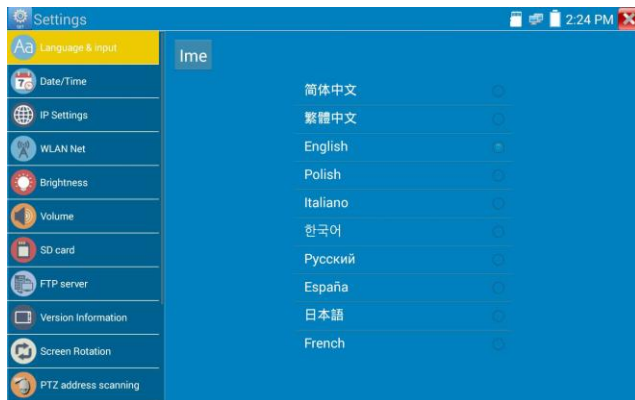 Settings
2:24 PM
Language & input
Date/Time
IP Settings
WLAN Net
Brightness
Volume
SD card
FTP server
Version Information
Screen Rotation
PTZ address scanning
Ime
简体中文
繁體中文
English
Polish
Italiano
한국어
Русский
España
日本語
French